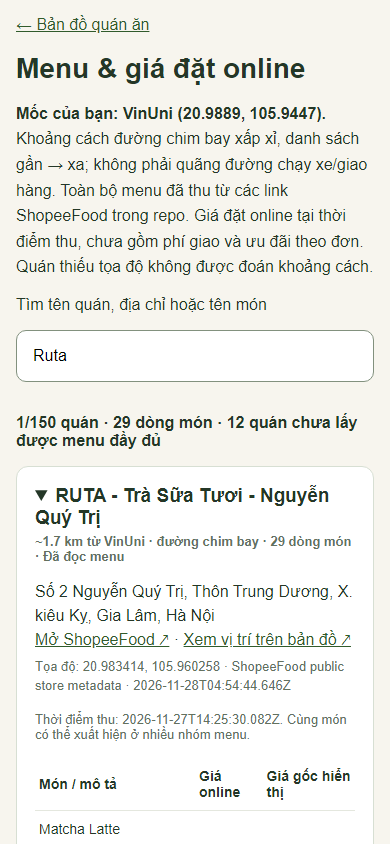 ← Bản đồ quán ăn
Menu & giá đặt online
Mốc của bạn: VinUni (20.9889, 105.9447).
Khoảng cách đường chim bay xấp xỉ, danh sách
gần → xa; không phải quãng đường chạy xe/giao
hàng. Toàn bộ menu đã thu từ các link
ShopeeFood trong repo. Giá đặt online tại thời
điểm thu, chưa gồm phí giao và ưu đãi theo đơn.
Quán thiếu tọa độ không được đoán khoảng cách.
Tìm tên quán, địa chỉ hoặc tên món
Ruta
1/150 quán · 29 dòng món · 12 quán chưa lấy
được menu đầy đủ
▼ RUTA - Trà Sữa Tươi - Nguyễn
Quý Trị
~1.7 km từ VinUni · đường chim bay · 29 dòng món
· Đã đọc menu
Số 2 Nguyễn Quý Trị, Thôn Trung Dương, X.
kiêu Kỵ, Gia Lâm, Hà Nội
Mở ShopeeFood ↗ · Xem vị trí trên bản đồ ↗
Tọa độ: 20.983414, 105.960258 · ShopeeFood public
store metadata · 2026-11-28T04:54:44.646Z
Thời điểm thu: 2026-11-27T14:25:30.082Z. Cùng món
có thể xuất hiện ở nhiều nhóm menu.
Món / mô tả Giá online Giá gốc hiển thị
Matcha Latte